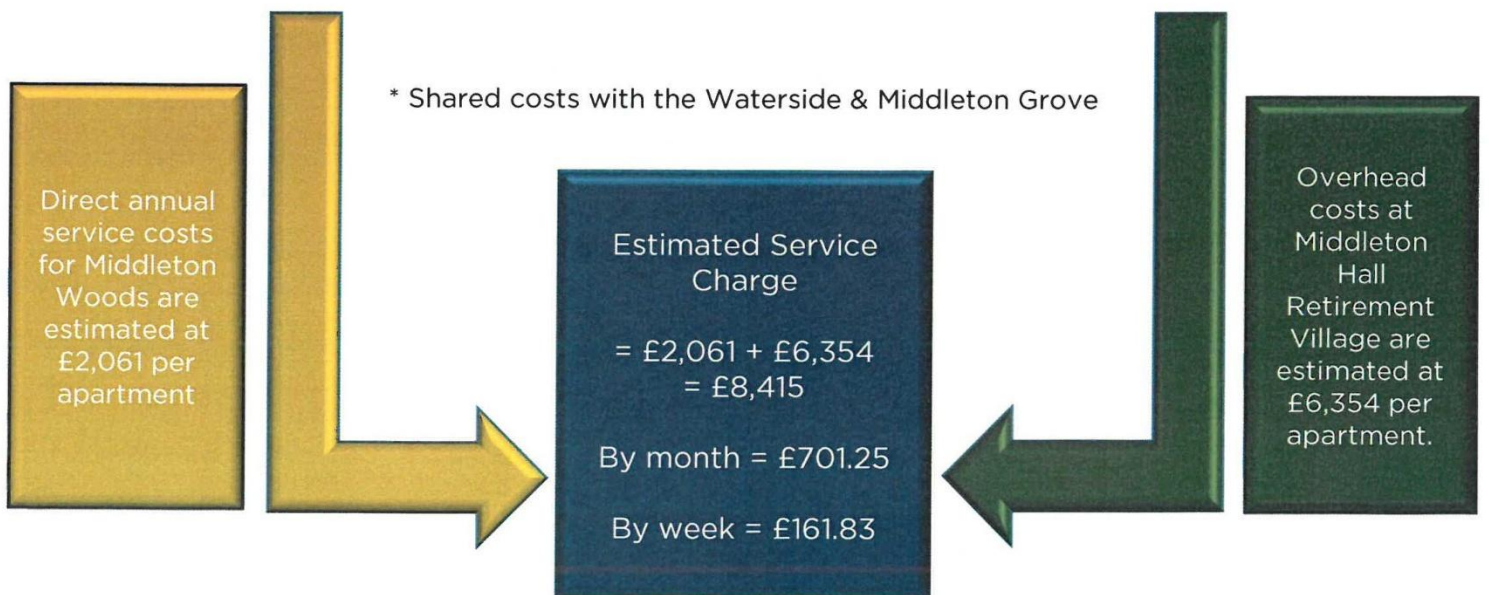 * Shared costs with the Waterside & Middleton Grove
Direct annual
service costs
for Middleton
Woods are
estimated at
£2,061 per
apartment
Estimated Service
Charge
= £2,061 + £6,354
= £8,415
By month = £701.25
By week = £161.83
Overhead
costs at
Middleton
Hall
Retirement
Village are
estimated at
£6,354 per
apartment.